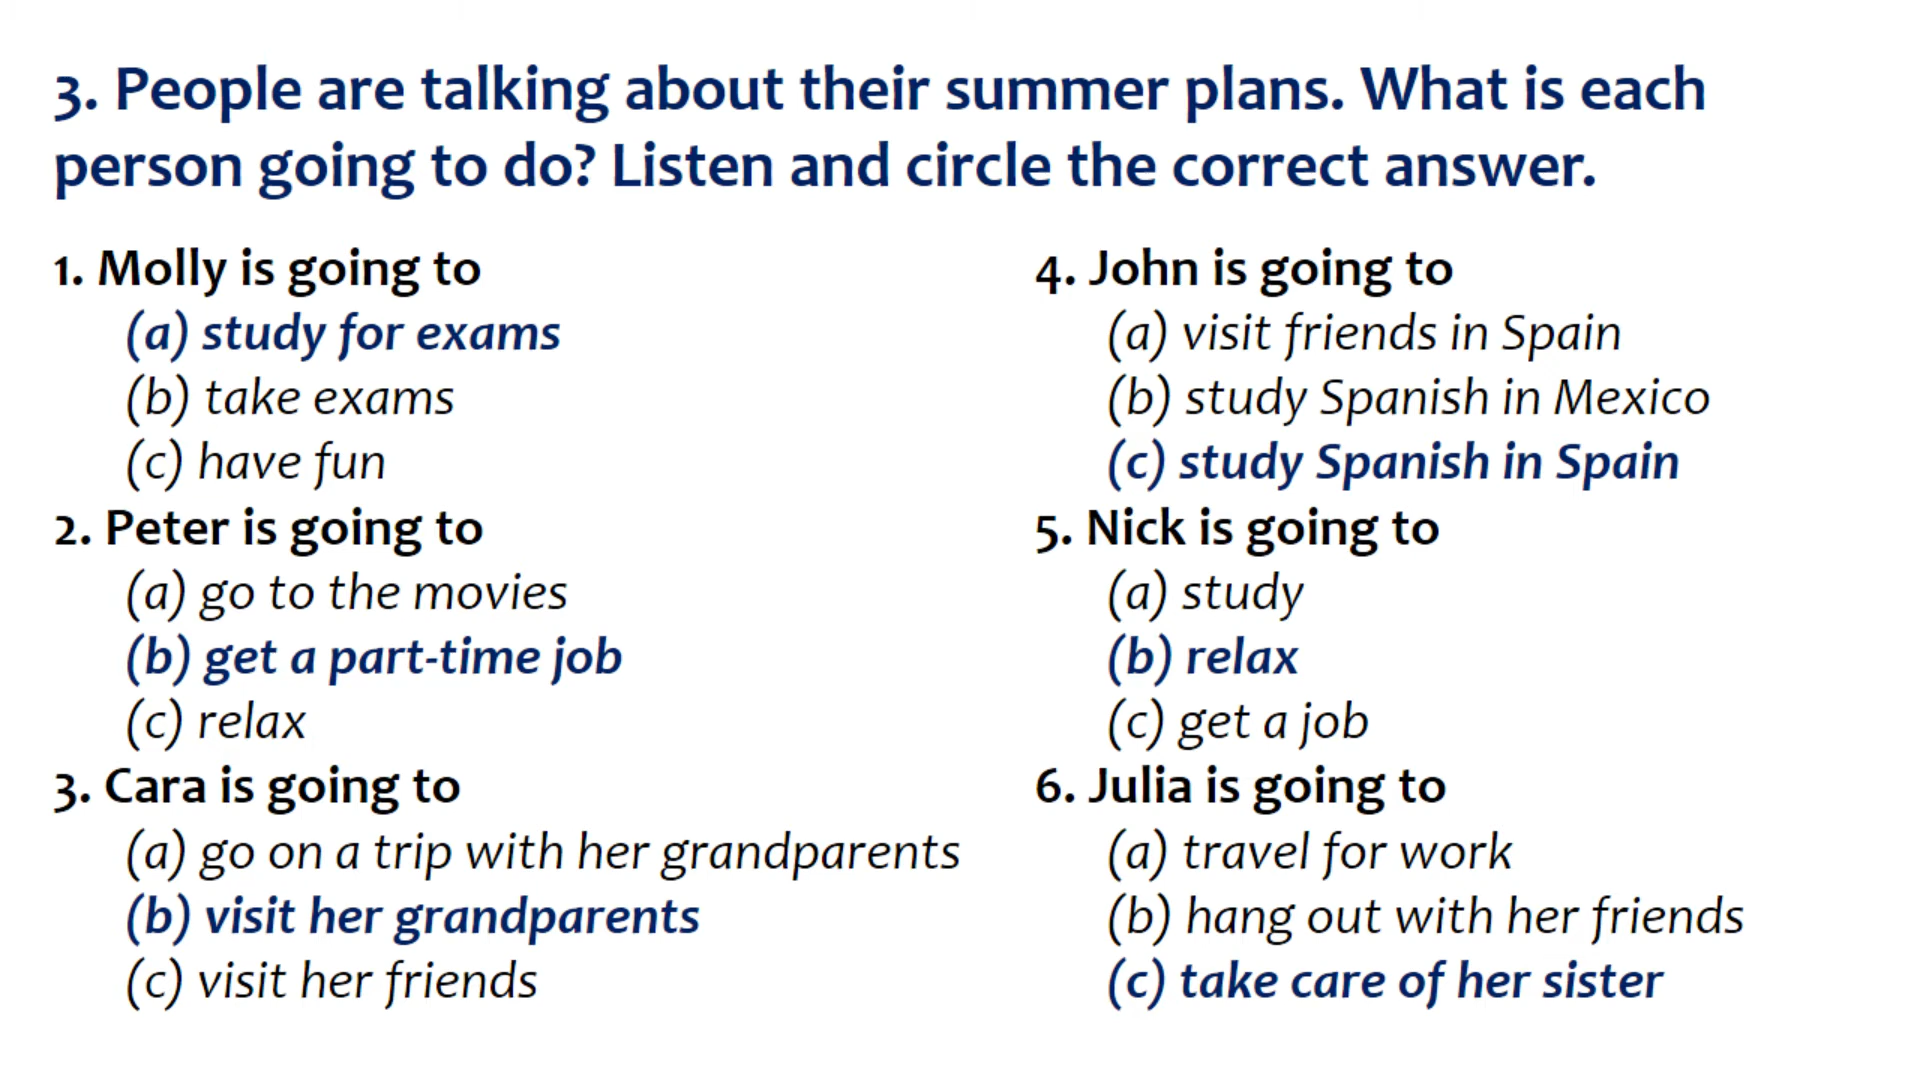 3. People are talking about their summer plans. What is each
person going to do? Listen and circle the correct answer.
1. Molly is going to
(a) study for exams
(b) take exams
(c) have fun
2. Peter is going to
(a) go to the movies
(b) get a part-time job
(c) relax
3. Cara is going to
(a) go on a trip with her grandparents
(b) visit her grandparents
(c) visit her friends
4. John is going to
(a) visit friends in Spain
(b) study Spanish in Mexico
(c) study Spanish in Spain
5. Nick is going to
(a) study
(b) relax
(c) get a job
6. Julia is going to
(a) travel for work
(b) hang out with her friends
(c) take care of her sister